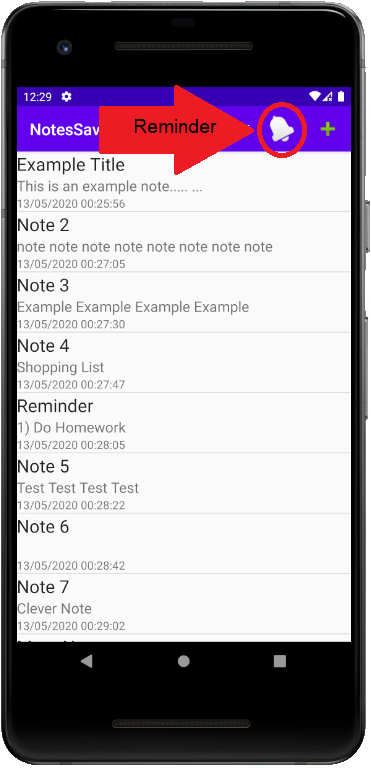 12:29
NotesSav
Reminder
+
Example Title
This is an example note..... ...
13/05/2020 00:25:56
Note 2
note note note note note note note note
13/05/2020 00:27:05
Note 3
Example Example Example Example
13/05/2020 00:27:30
Note 4
Shopping List
13/05/2020 00:27:47
Reminder
1) Do Homework
13/05/2020 00:28:05
Note 5
Test Test Test Test
13/05/2020 00:28:22
Note 6
13/05/2020 00:28:42
Note 7
Clever Note
13/05/2020 00:29:02